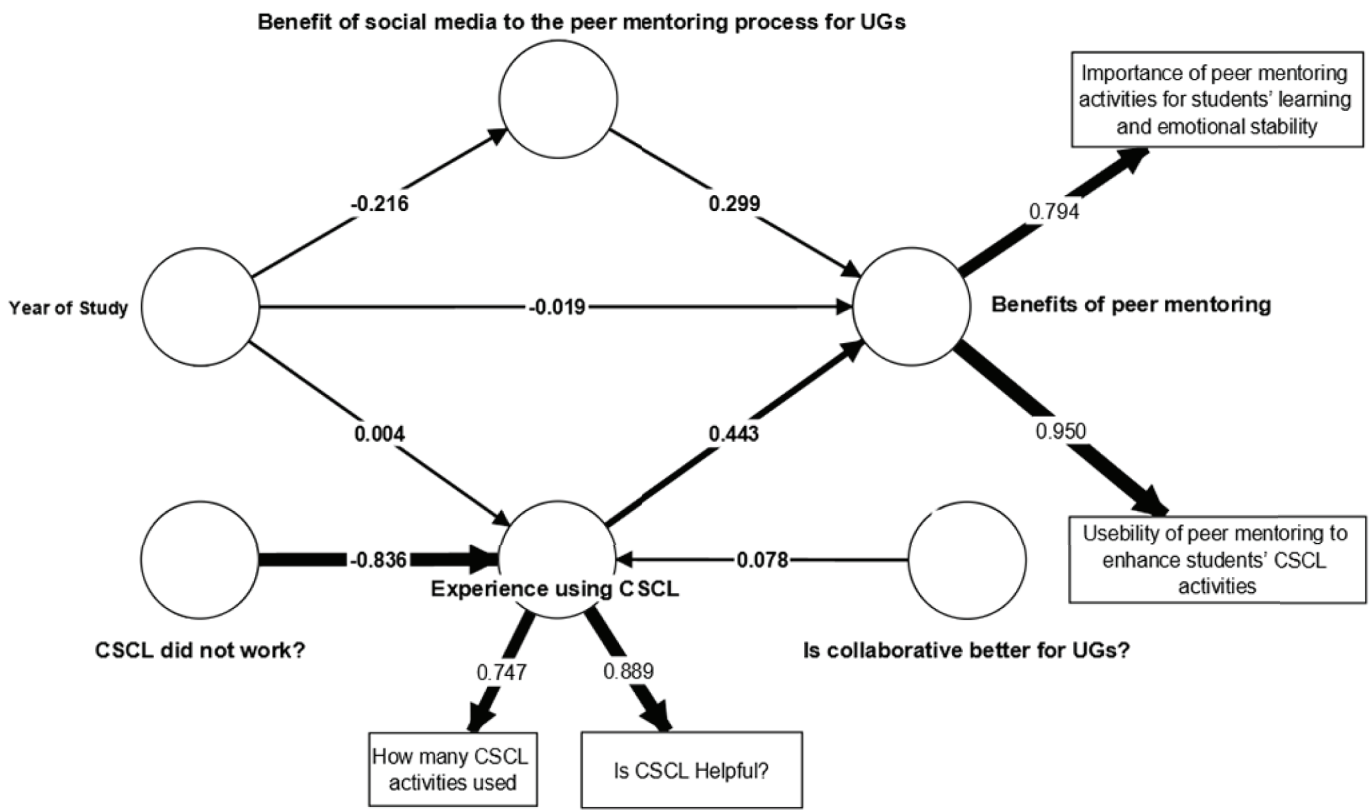 Benefit of social media to the peer mentoring process for UGs
Importance of peer mentoring
activities for students' learning
and emotional stability
-0.216
0.299
0.794
Year of Study
-0.019
Benefits of peer mentoring
0.004
0.443
0.950
-0.836
0.078
Usebility of peer mentoring to
enhance students' CSCL
activities
Experience using CSCL
CSCL did not work?
Is collaborative better for UGs?
0.747
0.889
How many CSCL
activities used
Is CSCL Helpful?